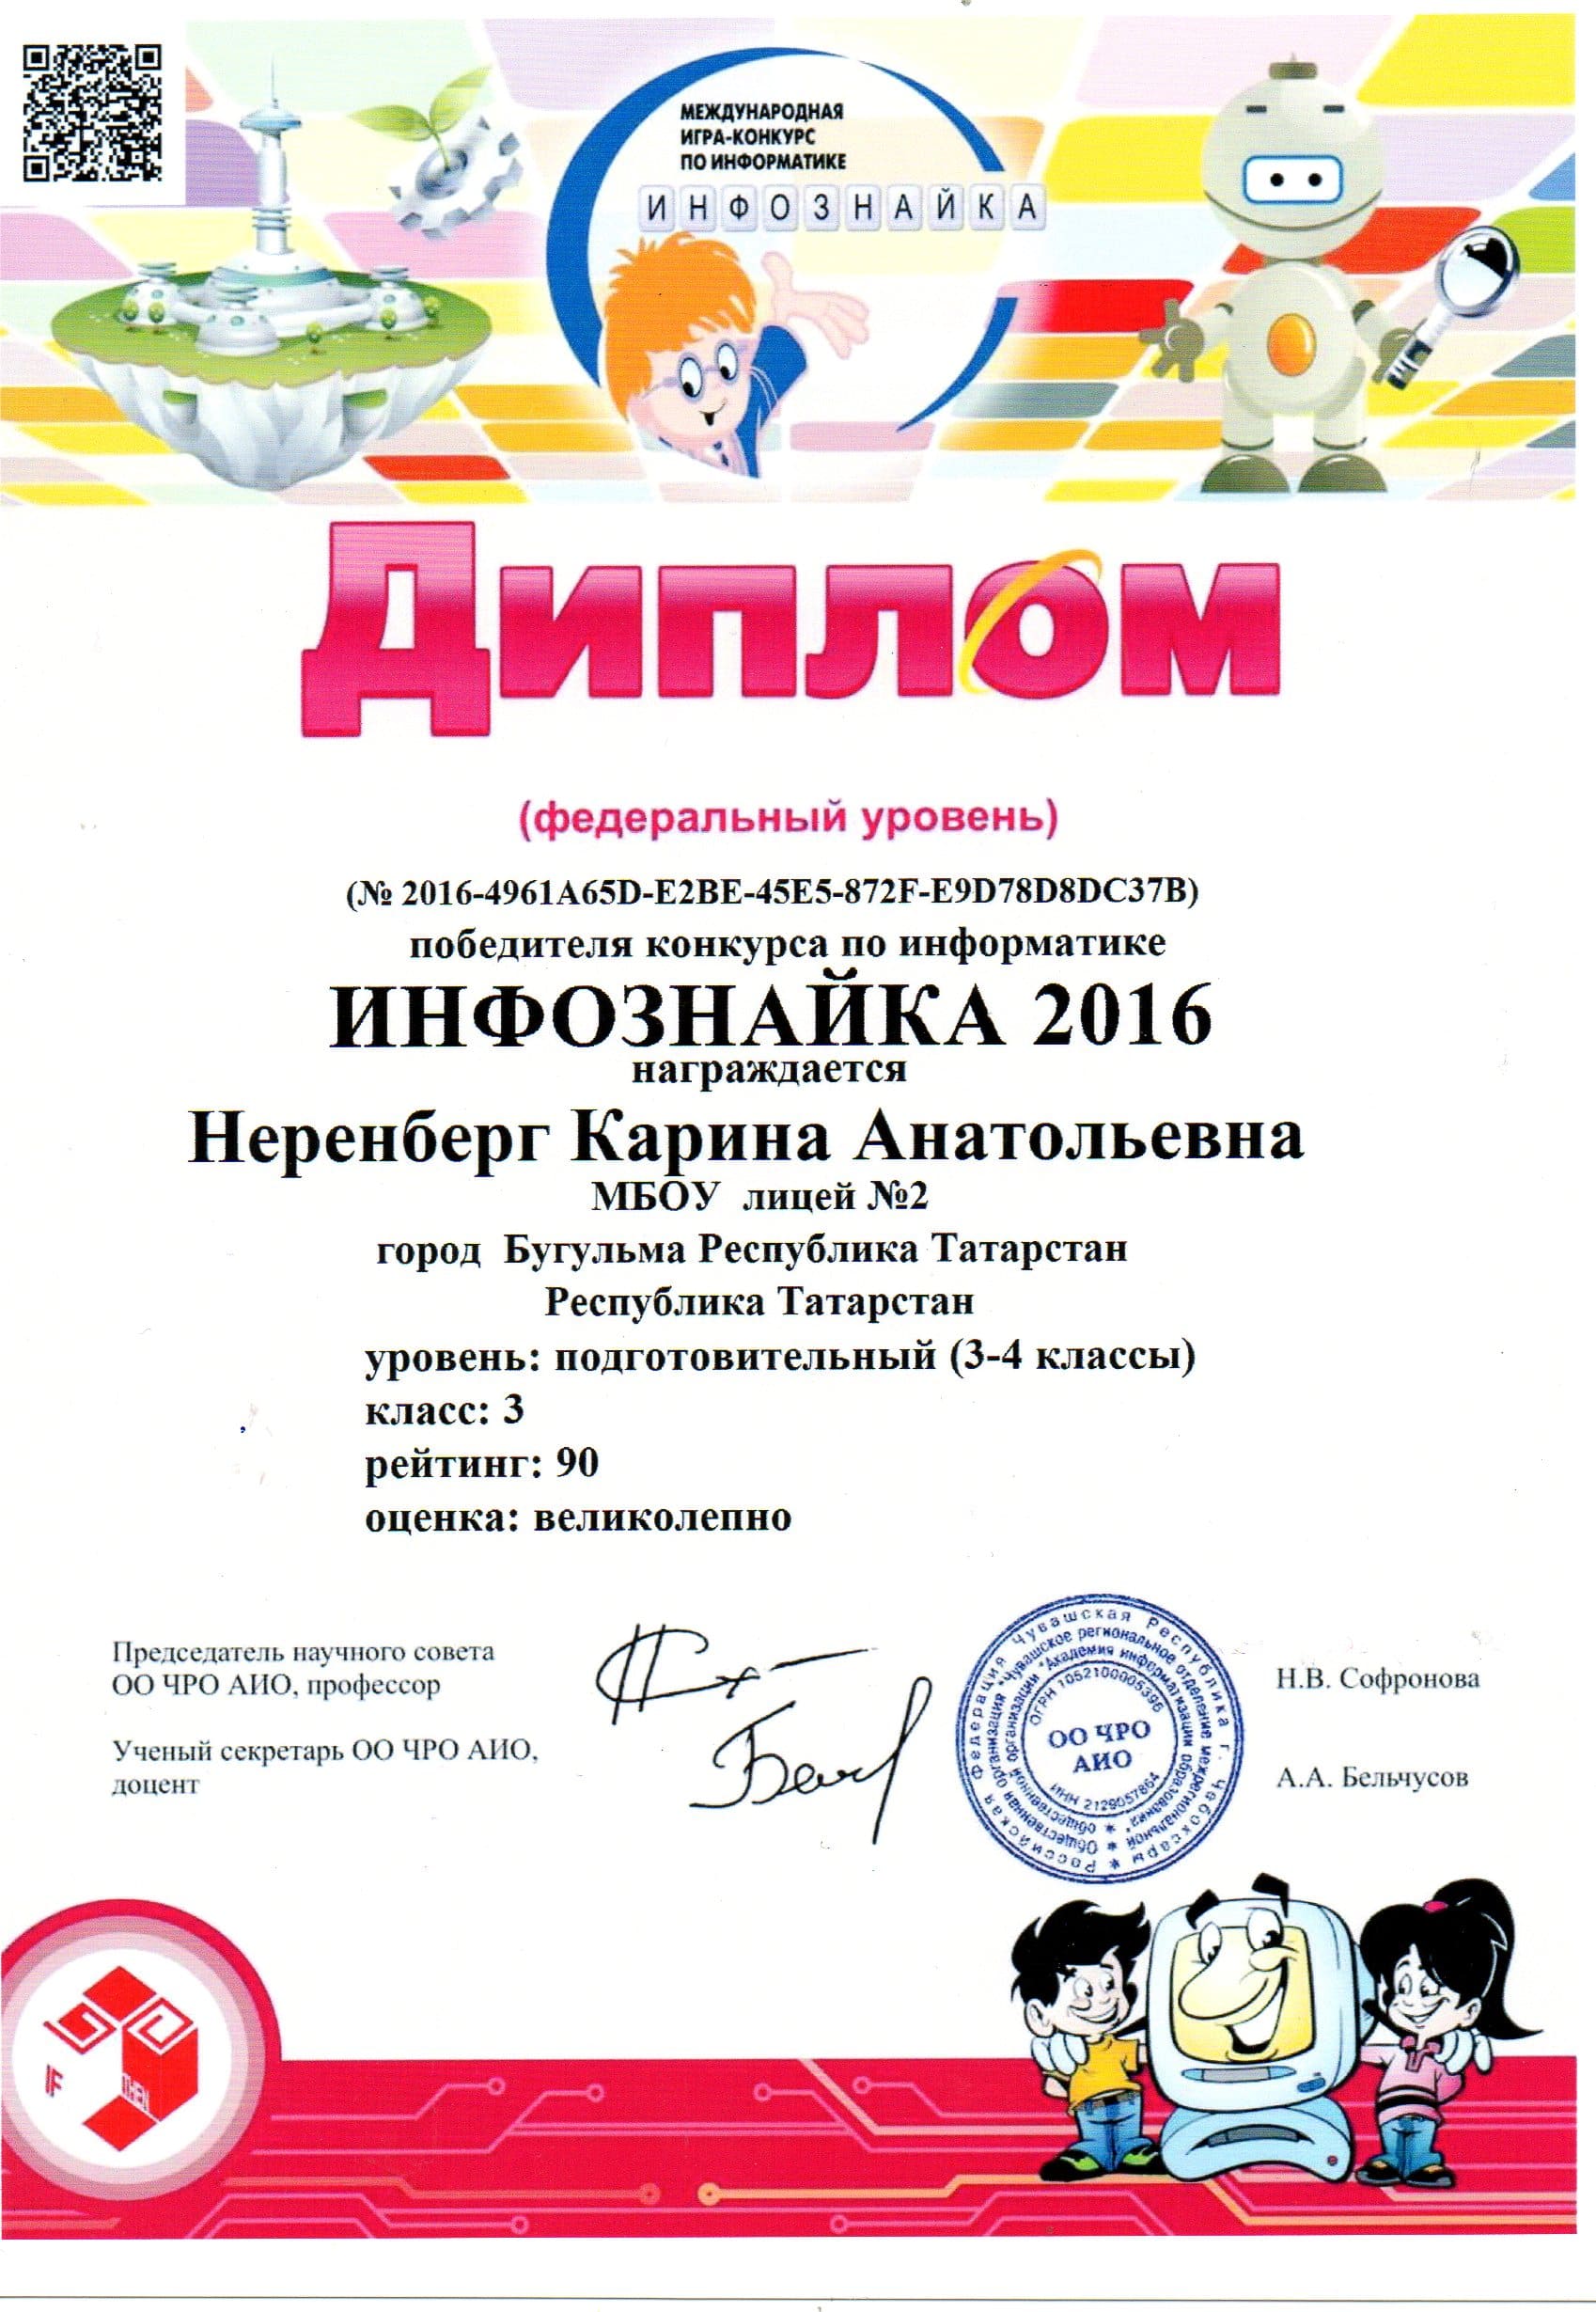 МЕЖДУНАРОДНАЯ
ИГРА-КОНКУРС
ПО ИНФОРМАТИКЕ
ИНФОЗНАЙКА
Диплом
(федеральный уровень)
(№ 2016-4961A65D-E2BE-45E5-872F-E9D78D8DC37B)
победителя конкурса по информатике
ИНФОЗНАЙКА 2016
награждается
Неренберг Карина Анатольевна
МБОУ лицей №2
город Бугульма Республика Татарстан
Республика Татарстан
уровень: подготовительный (3-4 классы)
класс: 3
рейтинг: 90
оценка: великолепно
Председатель научного совета
ОО ЧРО АИО, профессор
Н.В. Софронова
Ученый секретарь ОО ЧРО АИО,
доцент
А.А. Бельчусов
Российская Федерация Чувашская Республика г. Чебоксары
Общественная организация "Чувашское региональное отделение межрегиональной
общественной организации "Академия информатизации образования"
ОГРН 1052100005396
ОО ЧРО
АИО
ИНН 2129057864
IF
THEN